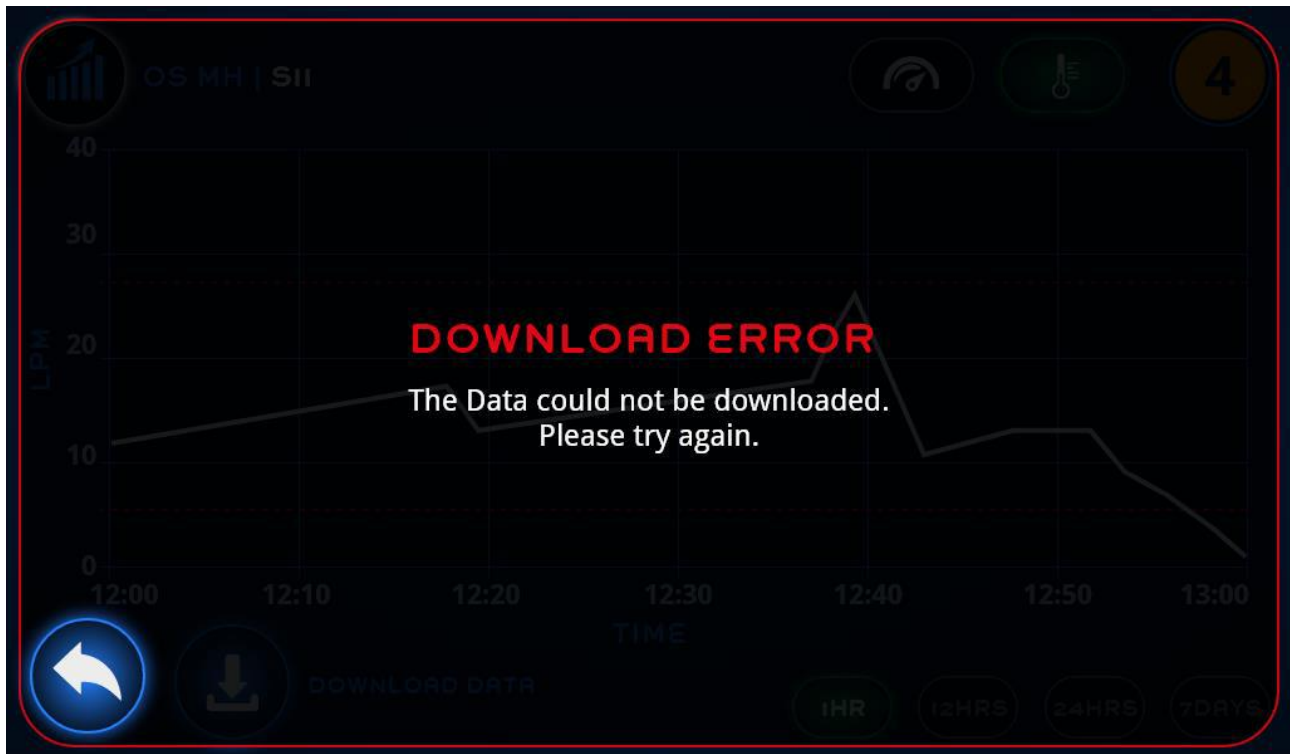 OS MH | SII
4
40
30
20
10
0
LPM
DOWNLOAD ERROR
The Data could not be downloaded.
Please try again.
12:00 12:10 12:20 12:30 12:40 12:50 13:00
TIME
DOWNLOAD DATA
1HR 12HRS 24HRS 7DAYS